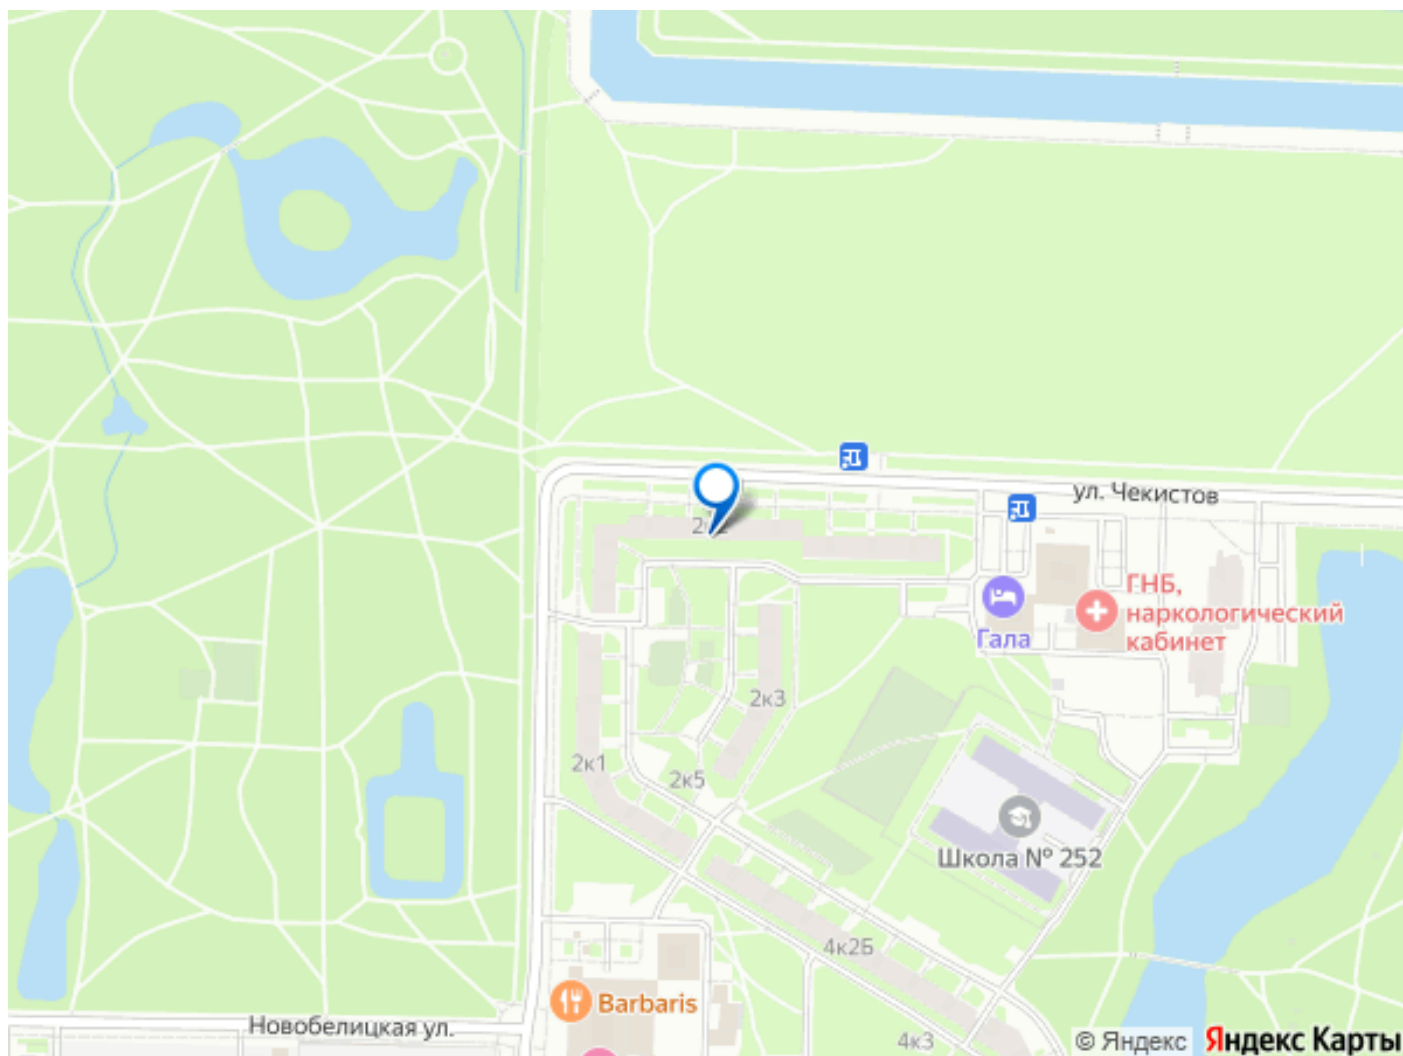 ул. Чекистов
ГНБ,
наркологический
кабинет
Гала
2к3
2к1
2к5
Школа № 252
4к2Б
Barbaris
Новобелицкая ул.
4к3
© Яндекс Яндекс Карты